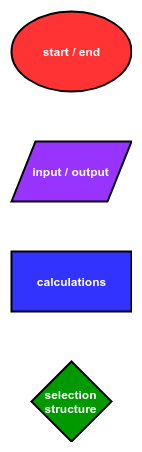 start / end
input / output
calculations
selection
structure